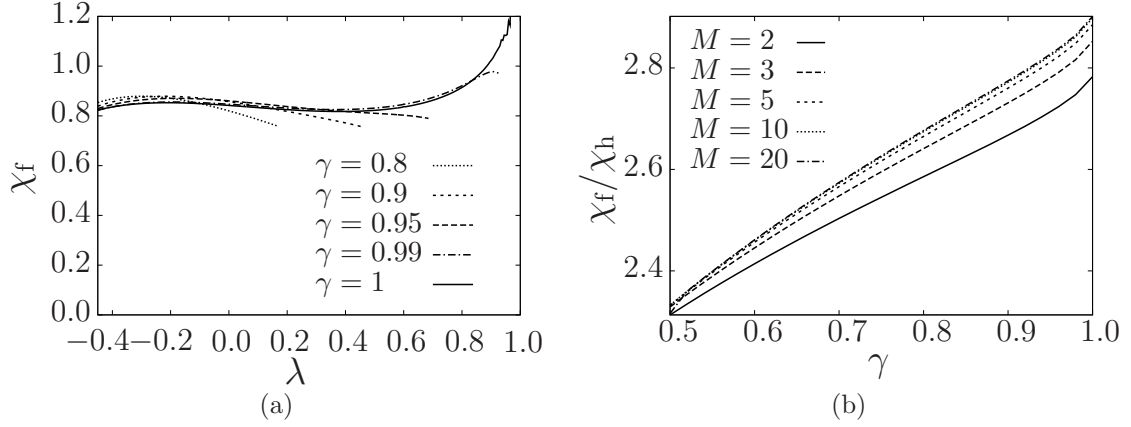 1.2
1.0
0.8
0.6
0.4
0.8
0.2
0.0
χf
γ = 0.8
γ = 0.9
γ = 0.95
γ = 0.99
γ = 1
−0.4 −0.2 0.0 0.2 0.4 0.6 0.8 1.0
λ
(a)
M = 2
M = 3
M = 5
M = 10
M = 20
2.8
2.6
2.4
χf/χh
0.5 0.6 0.7 0.8 0.9 1.0
γ
(b)